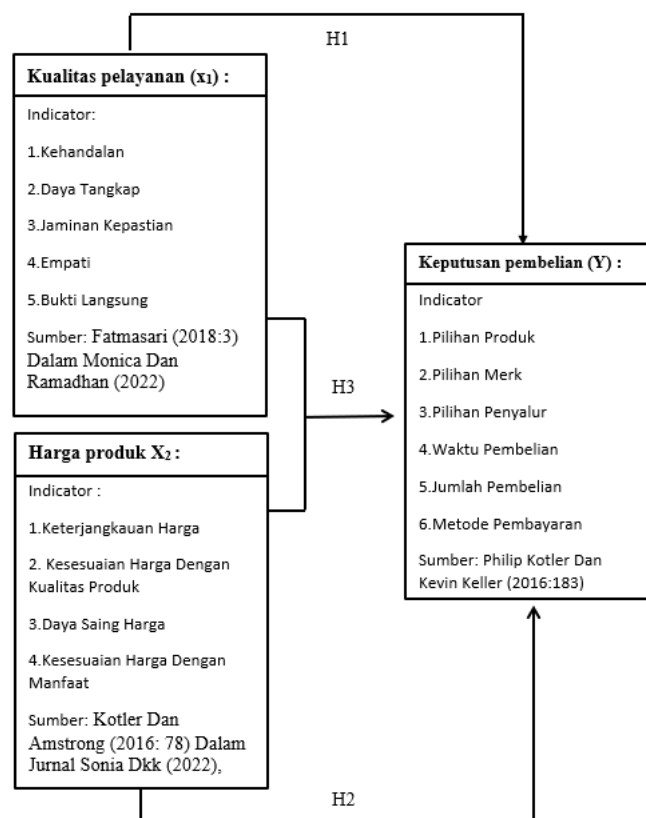 H1
Kualitas pelayanan (x1) :
Indicator:
1.Kehandalan
2.Daya Tangkap
3.Jaminan Kepastian
4.Empati
5.Bukti Langsung
Sumber: Fatmasari (2018:3)
Dalam Monica Dan
Ramadhan (2022)
H3
Harga produk X2 :
Indicator :
1.Keterjangkauan Harga
2. Kesesuaian Harga Dengan
Kualitas Produk
3.Daya Saing Harga
4.Kesesuaian Harga Dengan
Manfaat
Sumber: Kotler Dan
Amstrong (2016: 78) Dalam
Jurnal Sonia Dkk (2022),
Keputusan pembelian (Y) :
Indicator
1.Pilihan Produk
2.Pilihan Merk
3.Pilihan Penyalur
4.Waktu Pembelian
5.Jumlah Pembelian
6.Metode Pembayaran
Sumber: Philip Kotler Dan
Kevin Keller (2016:183)
H2